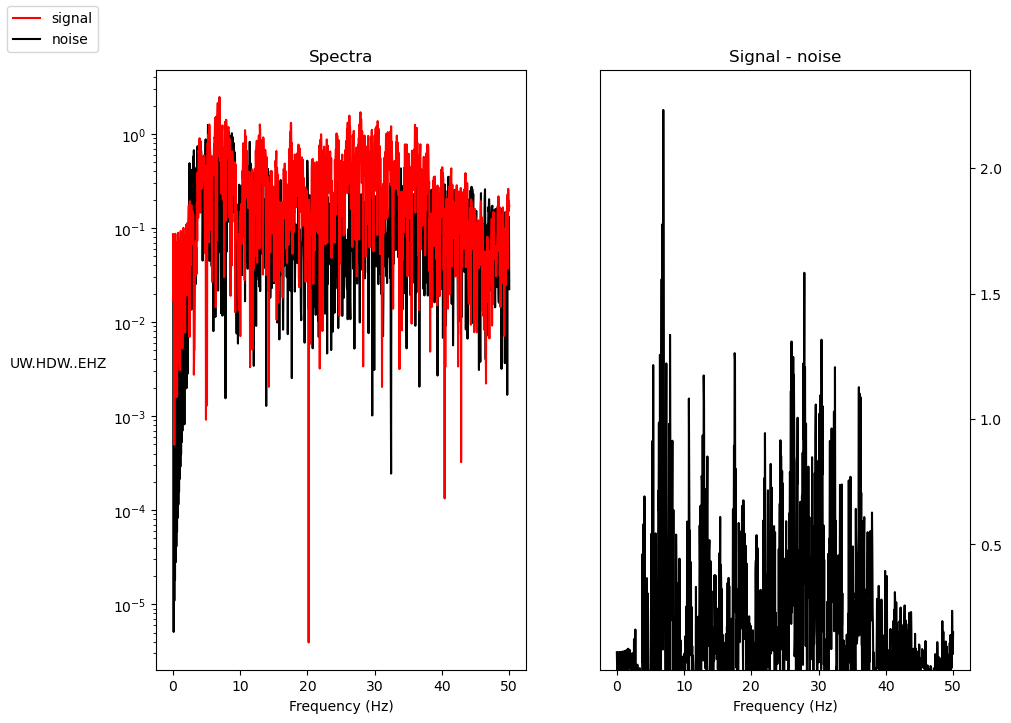 signal
noise
Spectra
Signal - noise
10⁰
10⁻¹
10⁻²
10⁻³
10⁻⁴
10⁻⁵
UW.HDW..EHZ
2.0
1.5
1.0
0.5
0 10 20 30 40 50
0 10 20 30 40 50
Frequency (Hz)
Frequency (Hz)